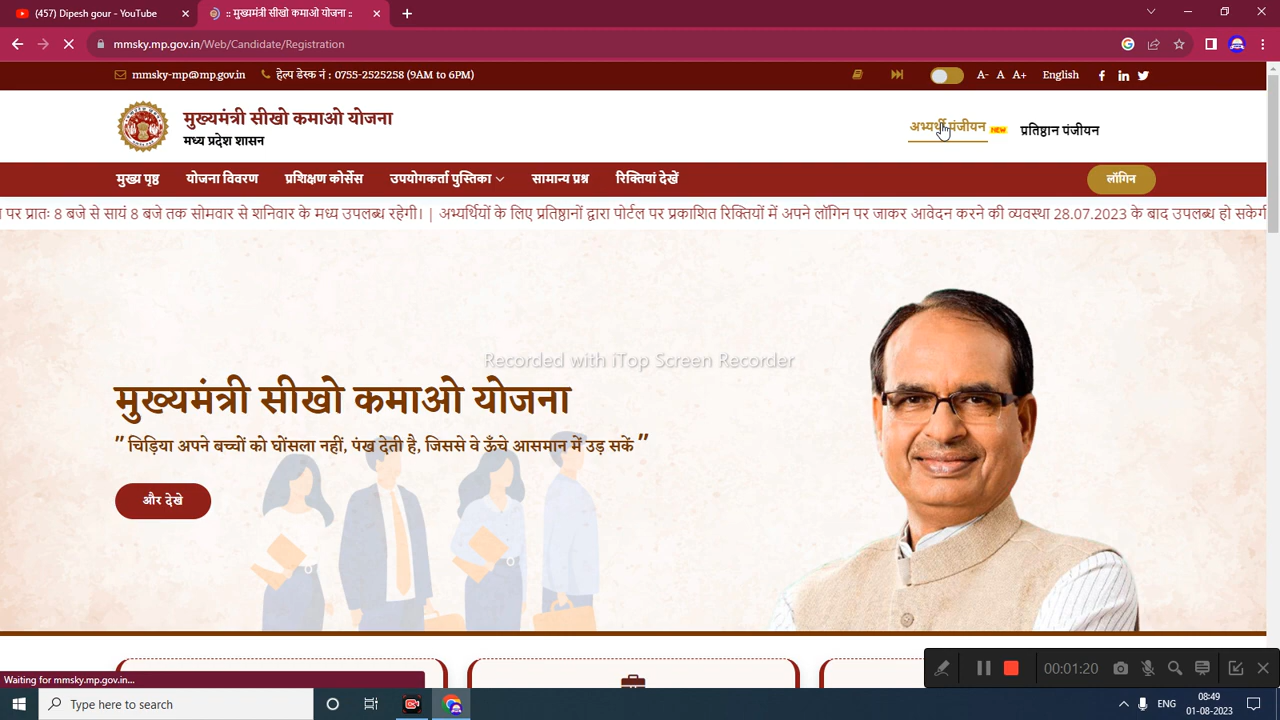 (457) Dipesh gour - YouTube
:: मुख्यमंत्री सीखो कमाओ योजना ::
mmsky.mp.gov.in/Web/Candidate/Registration
mmsky-mp@mp.gov.in हेल्प डेस्क नं : 0755-2525258 (9AM to 6PM) A- A A+ English
मुख्यमंत्री सीखो कमाओ योजना
मध्य प्रदेश शासन
अभ्यर्थी पंजीयन NEW प्रतिष्ठान पंजीयन
मुख्य पृष्ठ योजना विवरण प्रशिक्षण कोर्सेस उपयोगकर्ता पुस्तिका सामान्य प्रश्न रिक्तियां देखें लॉगिन
पर प्रातः 8 बजे से सायं 8 बजे तक सोमवार से शनिवार के मध्य उपलब्ध रहेगी। | अभ्यर्थियों के लिए प्रतिष्ठानों द्वारा पोर्टल पर प्रकाशित रिक्तियों में अपने लॉगिन पर जाकर आवेदन करने की व्यवस्था 28.07.2023 के बाद उपलब्ध हो सकेगी
Recorded with iTop Screen Recorder
मुख्यमंत्री सीखो कमाओ योजना
" चिड़िया अपने बच्चों को घोंसला नहीं, पंख देती है, जिससे वे ऊँचे आसमान में उड़ सकें "
और देखे
Waiting for mmsky.mp.gov.in...
00:01:20
Type here to search
ENG
08:49
01-08-2023